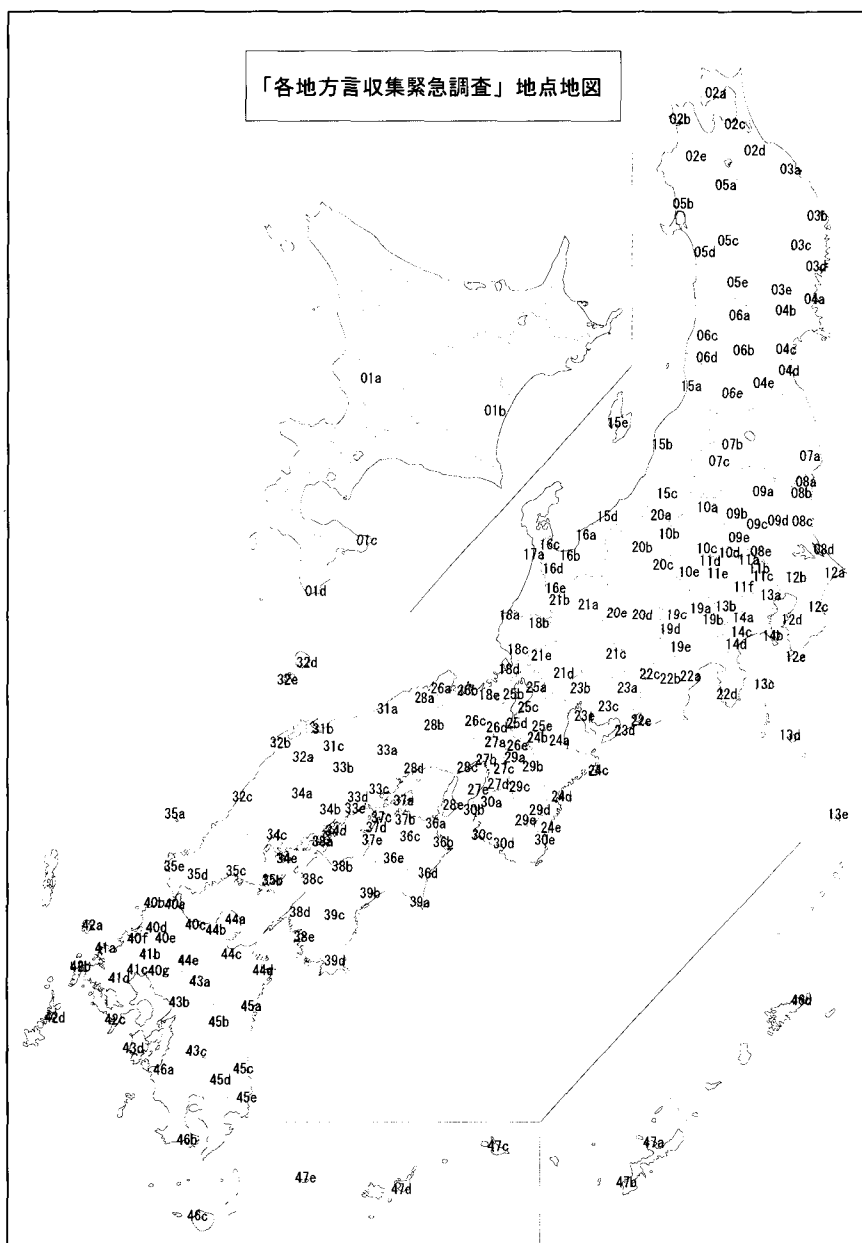 「各地方言収集緊急調査」地点地図
02a
02b
02c
02e
02d
03a
05a
05b
03b
05c
03c
05d
03d
05e
03e
04a
06a
04b
06c
06b
04c
06d
04d
01a
15a
06e
04e
01b
15e
15b
07b
07c
07a
08a
15c
09a
08b
10a
15d
20a
09b
09c
09d
08c
01c
16a
10b
09e
16c
17a
16b
20b
10c
10d
08e
08d
11d
11a
16d
20c
10e
11e
11b
11c
12b
12a
01d
16e
11f
13a
21b
21a
19a
13b
12c
18a
18b
20e
20d
19c
19b
14a
12d
19d
14c
14b
18c
21e
21c
19e
14d
12e
32d
18d
21d
22c
22b
22a
13c
32e
26a
26b
28a
18e
25b
25a
23b
23a
22d
31a
25c
23c
31b
28b
26c
26d
25d
25e
23e
22e
23d
13d
32b
31c
33a
27a
26e
24b
24a
32a
33b
28d
28c
27b
29a
27c
29b
24c
32c
34a
33d
33c
27e
27d
29c
24d
35a
34b
33e
37a
28e
30b
30a
29d
13e
37c
37b
36a
29e
24e
34c
34d
37d
36c
36b
30c
30d
30e
38a
37e
35e
34e
36e
35d
35c
35b
38c
38b
36d
40b
40a
39b
39a
42a
40d
40c
44b
44a
38d
39c
41a
40f
40e
38e
42b
41b
44e
44c
39d
41d
41c
40g
43a
44d
42d
42c
43b
45a
46d
45b
43d
43c
46a
45d
45c
45e
46b
47c
47a
47e
47d
47b
46c